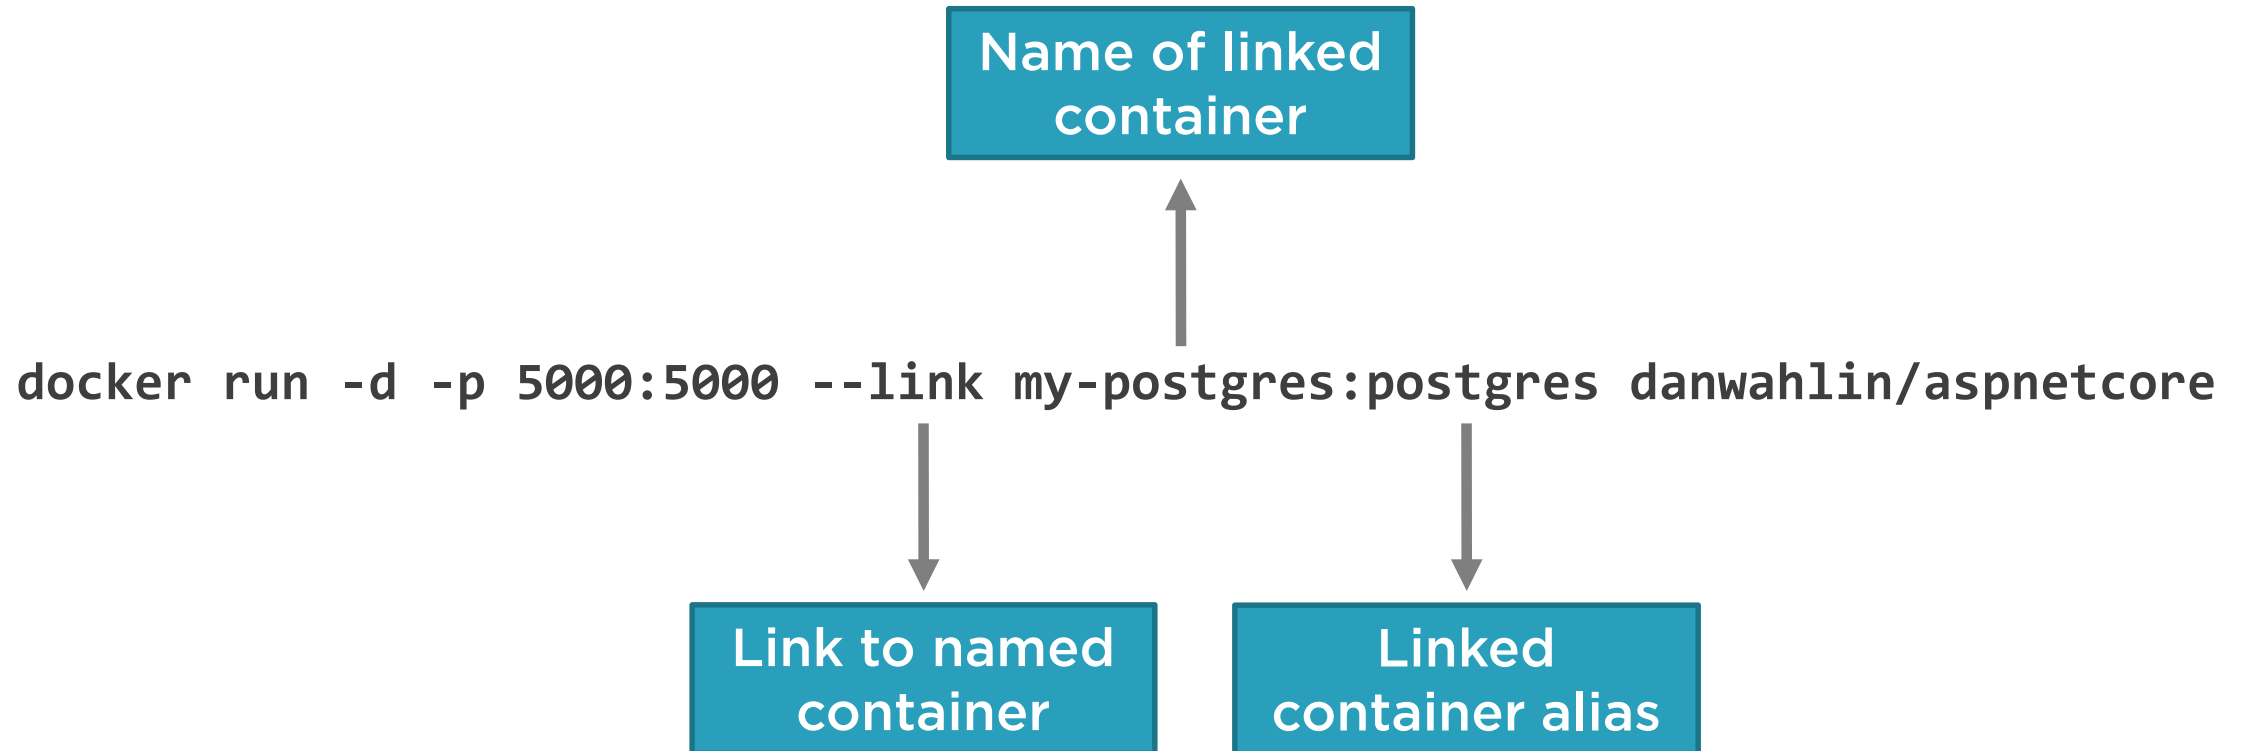 Name of linked
container
docker run -d -p 5000:5000 --link my-postgres:postgres danwahlin/aspnetcore
Link to named
container
Linked
container alias